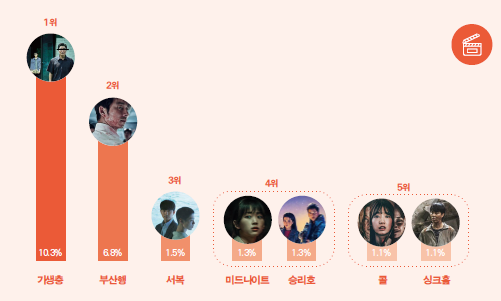 1위
2위
3위
4위
5위
10.3%
6.8%
1.5%
1.3%
1.3%
1.1%
1.1%
가생충
부산행
서복
미드나이트
승리호
콜
싱크홀